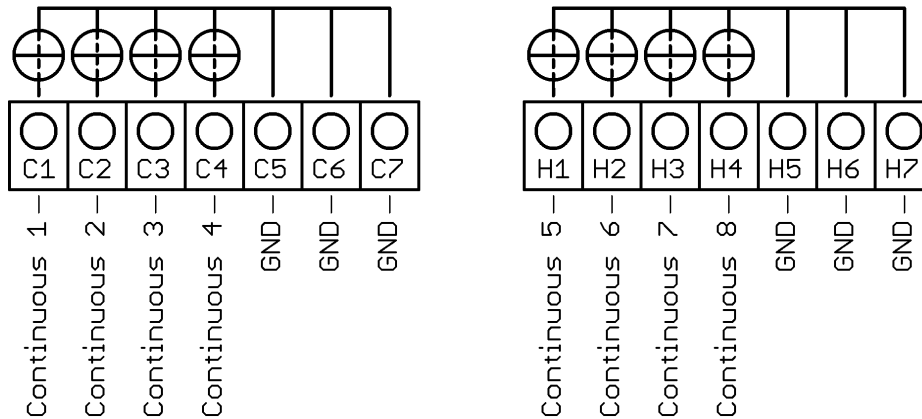 C1 C2 C3 C4 C5 C6 C7
Continuous 1
Continuous 2
Continuous 3
Continuous 4
GND
GND
GND
H1 H2 H3 H4 H5 H6 H7
Continuous 5
Continuous 6
Continuous 7
Continuous 8
GND
GND
GND